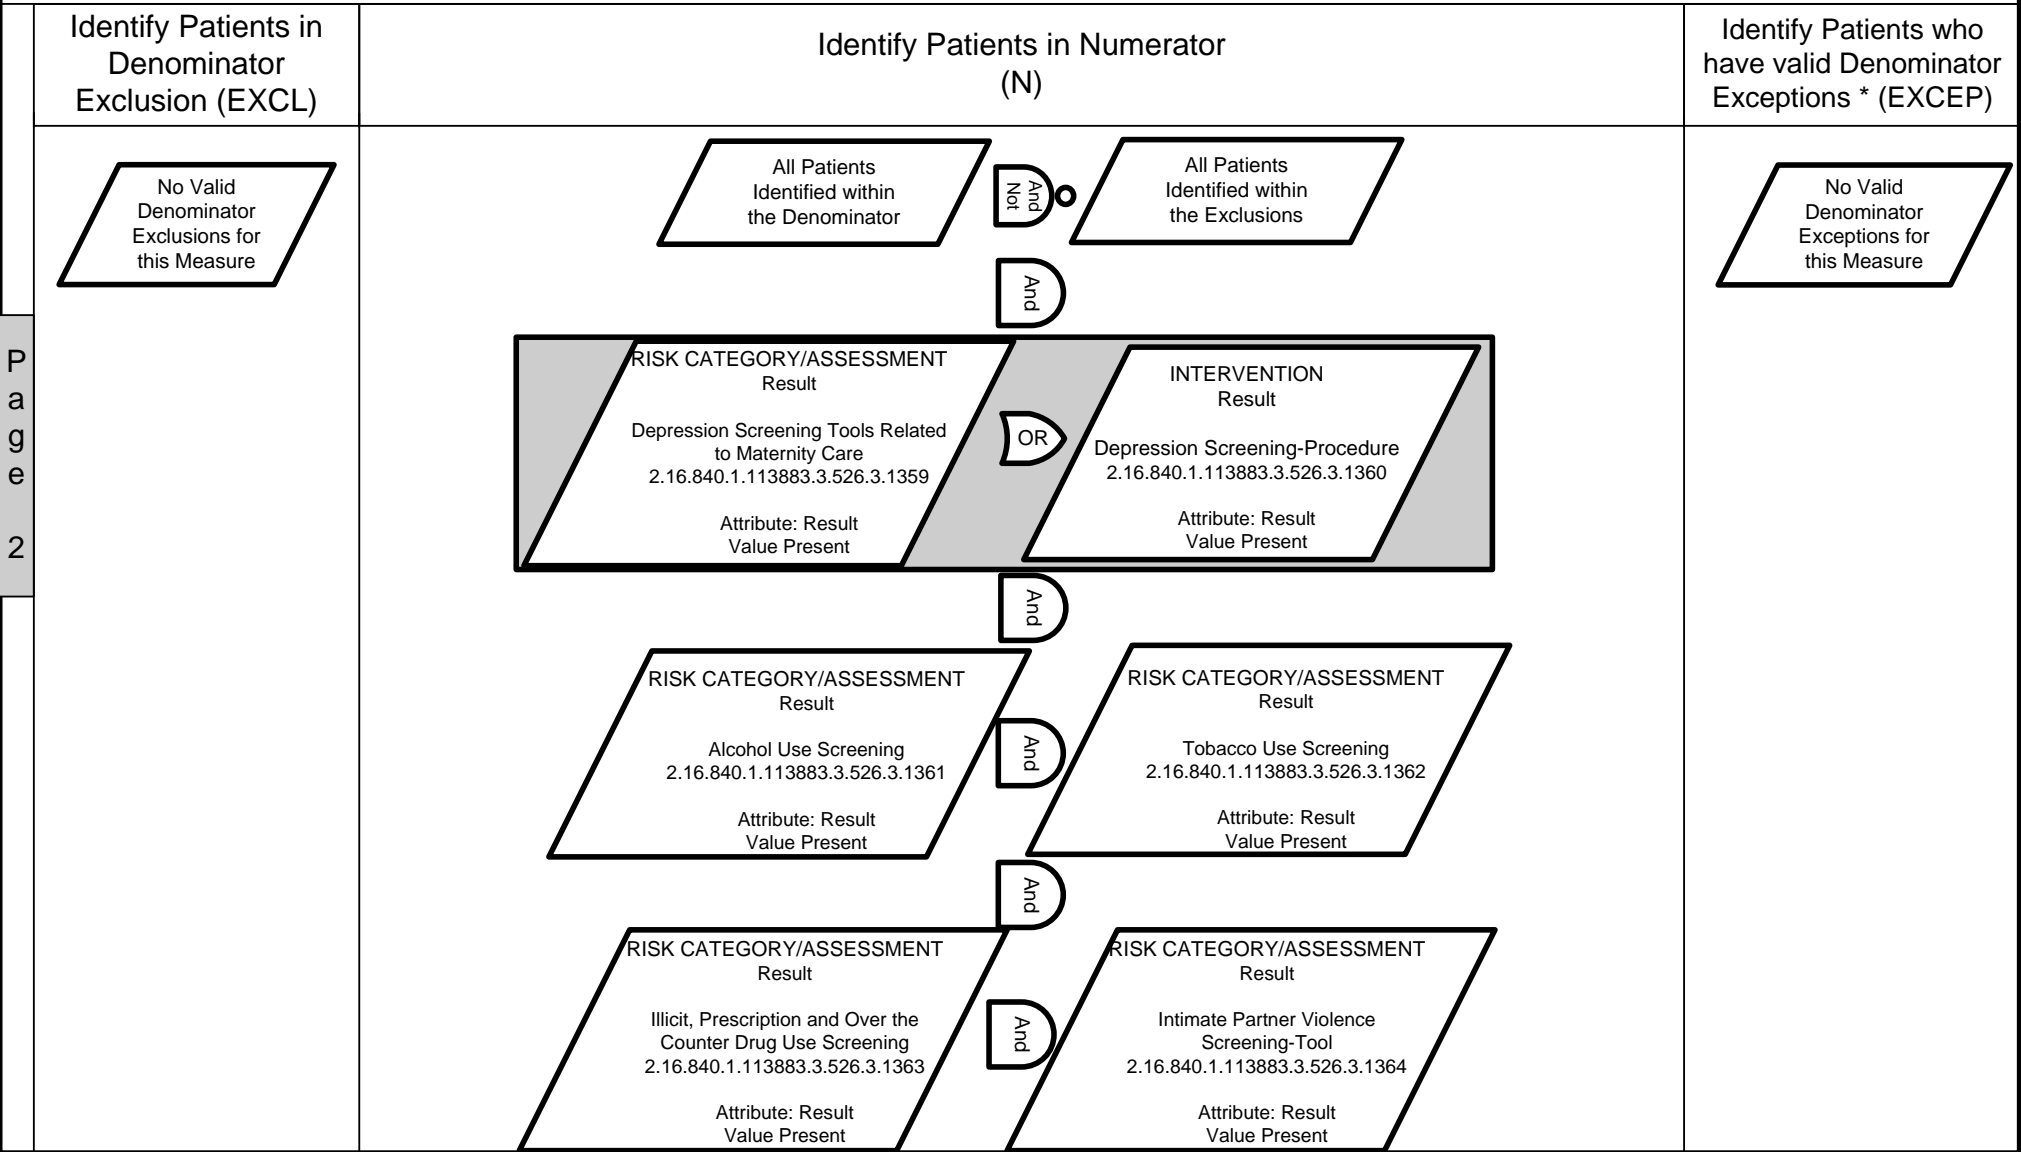 Identify Patients in
Denominator
Exclusion (EXCL)
Identify Patients in Numerator
(N)
Identify Patients who
have valid Denominator
Exceptions * (EXCEP)
P
a
g
e
2
No Valid
Denominator
Exclusions for
this Measure
All Patients
Identified within
the Denominator
And
Not
All Patients
Identified within
the Exclusions
No Valid
Denominator
Exceptions for
this Measure
And
RISK CATEGORY/ASSESSMENT
Result
Depression Screening Tools Related
to Maternity Care
2.16.840.1.113883.3.526.3.1359
Attribute: Result
Value Present
OR
INTERVENTION
Result
Depression Screening-Procedure
2.16.840.1.113883.3.526.3.1360
Attribute: Result
Value Present
And
RISK CATEGORY/ASSESSMENT
Result
Alcohol Use Screening
2.16.840.1.113883.3.526.3.1361
Attribute: Result
Value Present
And
RISK CATEGORY/ASSESSMENT
Result
Tobacco Use Screening
2.16.840.1.113883.3.526.3.1362
Attribute: Result
Value Present
And
RISK CATEGORY/ASSESSMENT
Result
Illicit, Prescription and Over the
Counter Drug Use Screening
2.16.840.1.113883.3.526.3.1363
Attribute: Result
Value Present
And
RISK CATEGORY/ASSESSMENT
Result
Intimate Partner Violence
Screening-Tool
2.16.840.1.113883.3.526.3.1364
Attribute: Result
Value Present